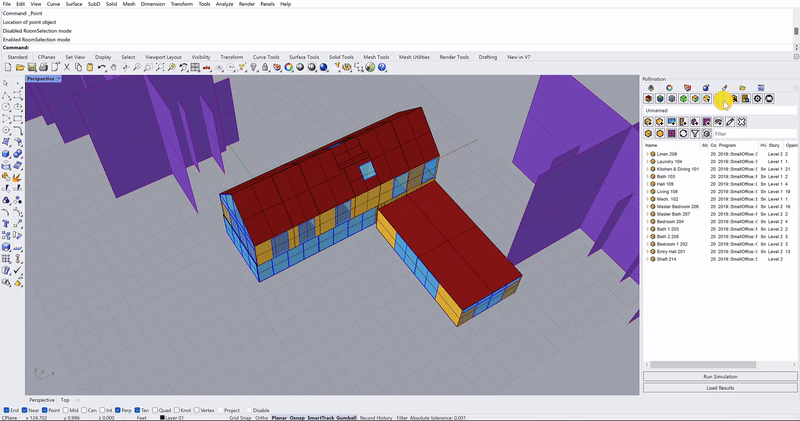 File Edit View Curve Surface SubD Solid Mesh Dimension Transform Tools Analyze Render Panels Help
Command: _Point
Location of point object
Disabled RoomSelection mode
Enabled RoomSelection mode
Command:
Standard CPlanes Set View Display Select Viewport Layout Visibility Transform Curve Tools Surface Tools Solid Tools Mesh Tools Mesh Utilities Render Tools Drafting New in V7
Perspective
Pollination
Unnamed
Filter
Name Mc Co Program HV Story Openi
Linen 208 20 2019::SmallOffice::S Level 2 2
Laundry 104 20 2019::SmallOffice::S Level 1 1
Kitchen & Dining 101 20 2019::SmallOffice::S Sn Level 1 21
Bath 103 20 2019::SmallOffice::F Sn Level 1 2
Hall 105 20 2019::SmallOffice::S Sn Level 1 4
Living 106 20 2019::SmallOffice::S Sn Level 1 19
Mech. 102 20 2019::SmallOffice::S Sn Level 1 1
Master Bedroom 206 20 2019::SmallOffice::S Sn Level 2 16
Master Bath 207 20 2019::SmallOffice::F Sn Level 2 2
Bedroom 204 20 2019::SmallOffice::S Sn Level 2 4
Bath 1 203 20 2019::SmallOffice::F Sn Level 2 2
Bath 2 205 20 2019::SmallOffice::F Sn Level 2 3
Bedroom 1 202 20 2019::SmallOffice::S Sn Level 2 3
Entry Hall 201 20 2019::SmallOffice::S Sn Level 2 13
Shaft 214 20 2019::SmallOffice::S Level 2
Run Simulation
Load Results
Perspective Top
End Near Point Mid Cen Int Perp Tan Quad Knot Vertex Project Disable
CPlane x 124.702 y 0.996 z 0.000 Layer 01 Grid Snap Ortho Planar Osnap SmartTrack Gumball Record History Filter Absolute tolerance: 0.001